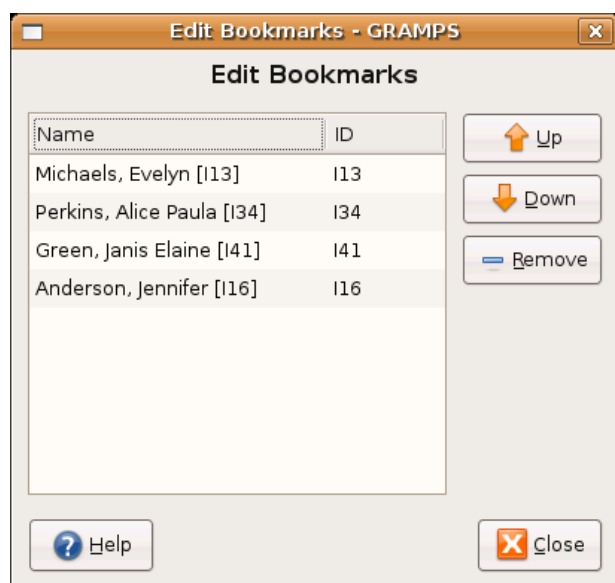 Edit Bookmarks - GRAMPS
Edit Bookmarks
Name ID
Michaels, Evelyn [I13] I13
Perkins, Alice Paula [I34] I34
Green, Janis Elaine [I41] I41
Anderson, Jennifer [I16] I16
Up
Down
Remove
Help
Close